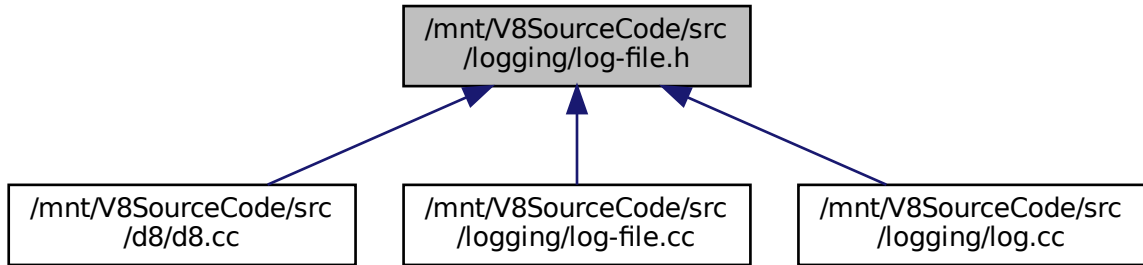 /mnt/V8SourceCode/src
/logging/log-file.h
/mnt/V8SourceCode/src
/d8/d8.cc
/mnt/V8SourceCode/src
/logging/log-file.cc
/mnt/V8SourceCode/src
/logging/log.cc